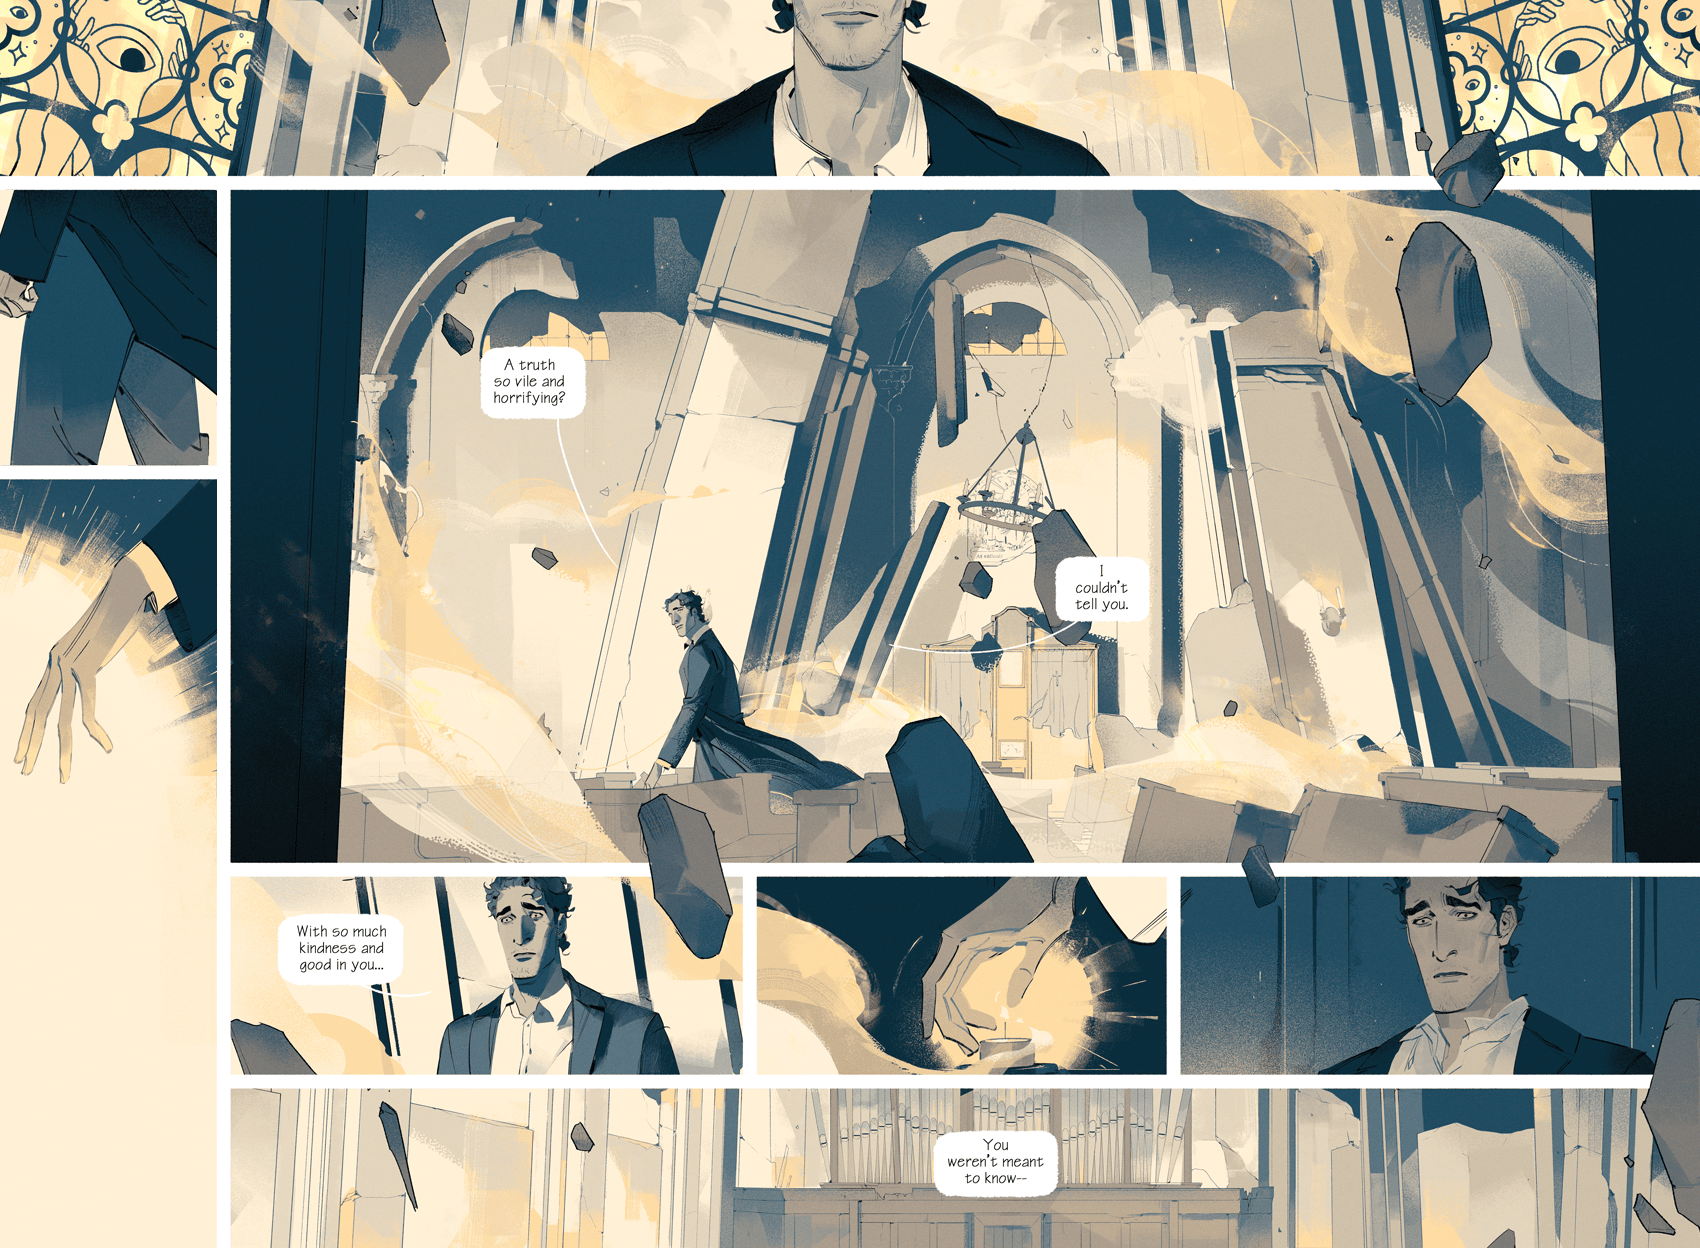 A truth
so vile and
horrifying?
I
couldn't
tell you.
With so much
kindness and
good in you...
You
weren't meant
to know--